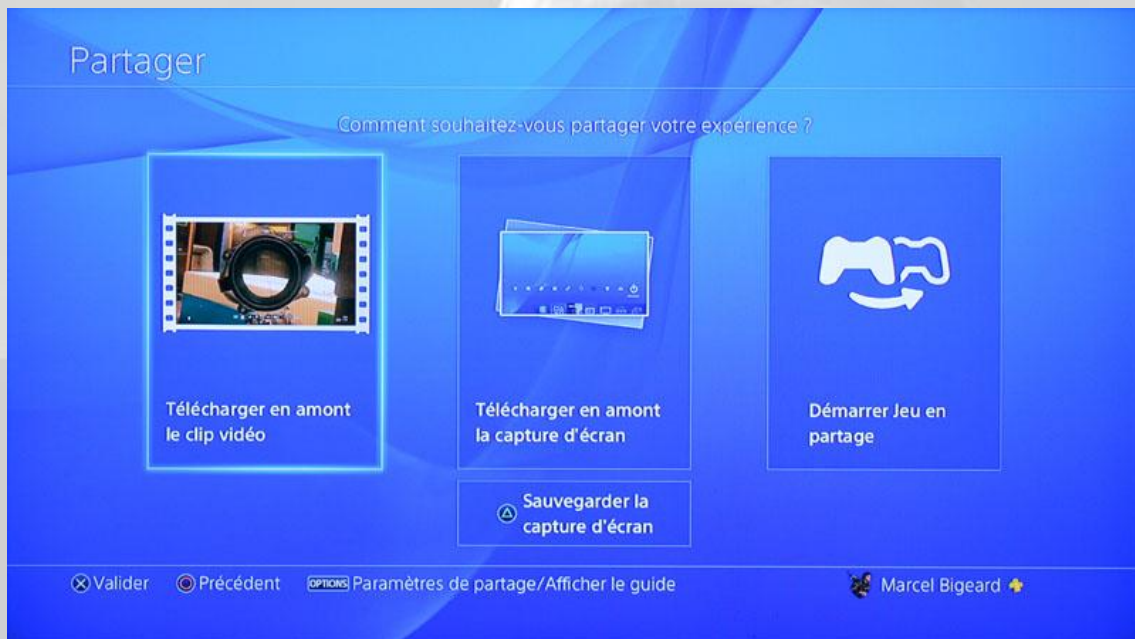 Partager
Comment souhaitez-vous partager votre expérience ?
Télécharger en amont
le clip vidéo
Télécharger en amont
la capture d'écran
Démarrer Jeu en
partage
Sauvegarder la
capture d'écran
Valider Précédent OPTIONS Paramètres de partage/Afficher le guide Marcel Bigeard